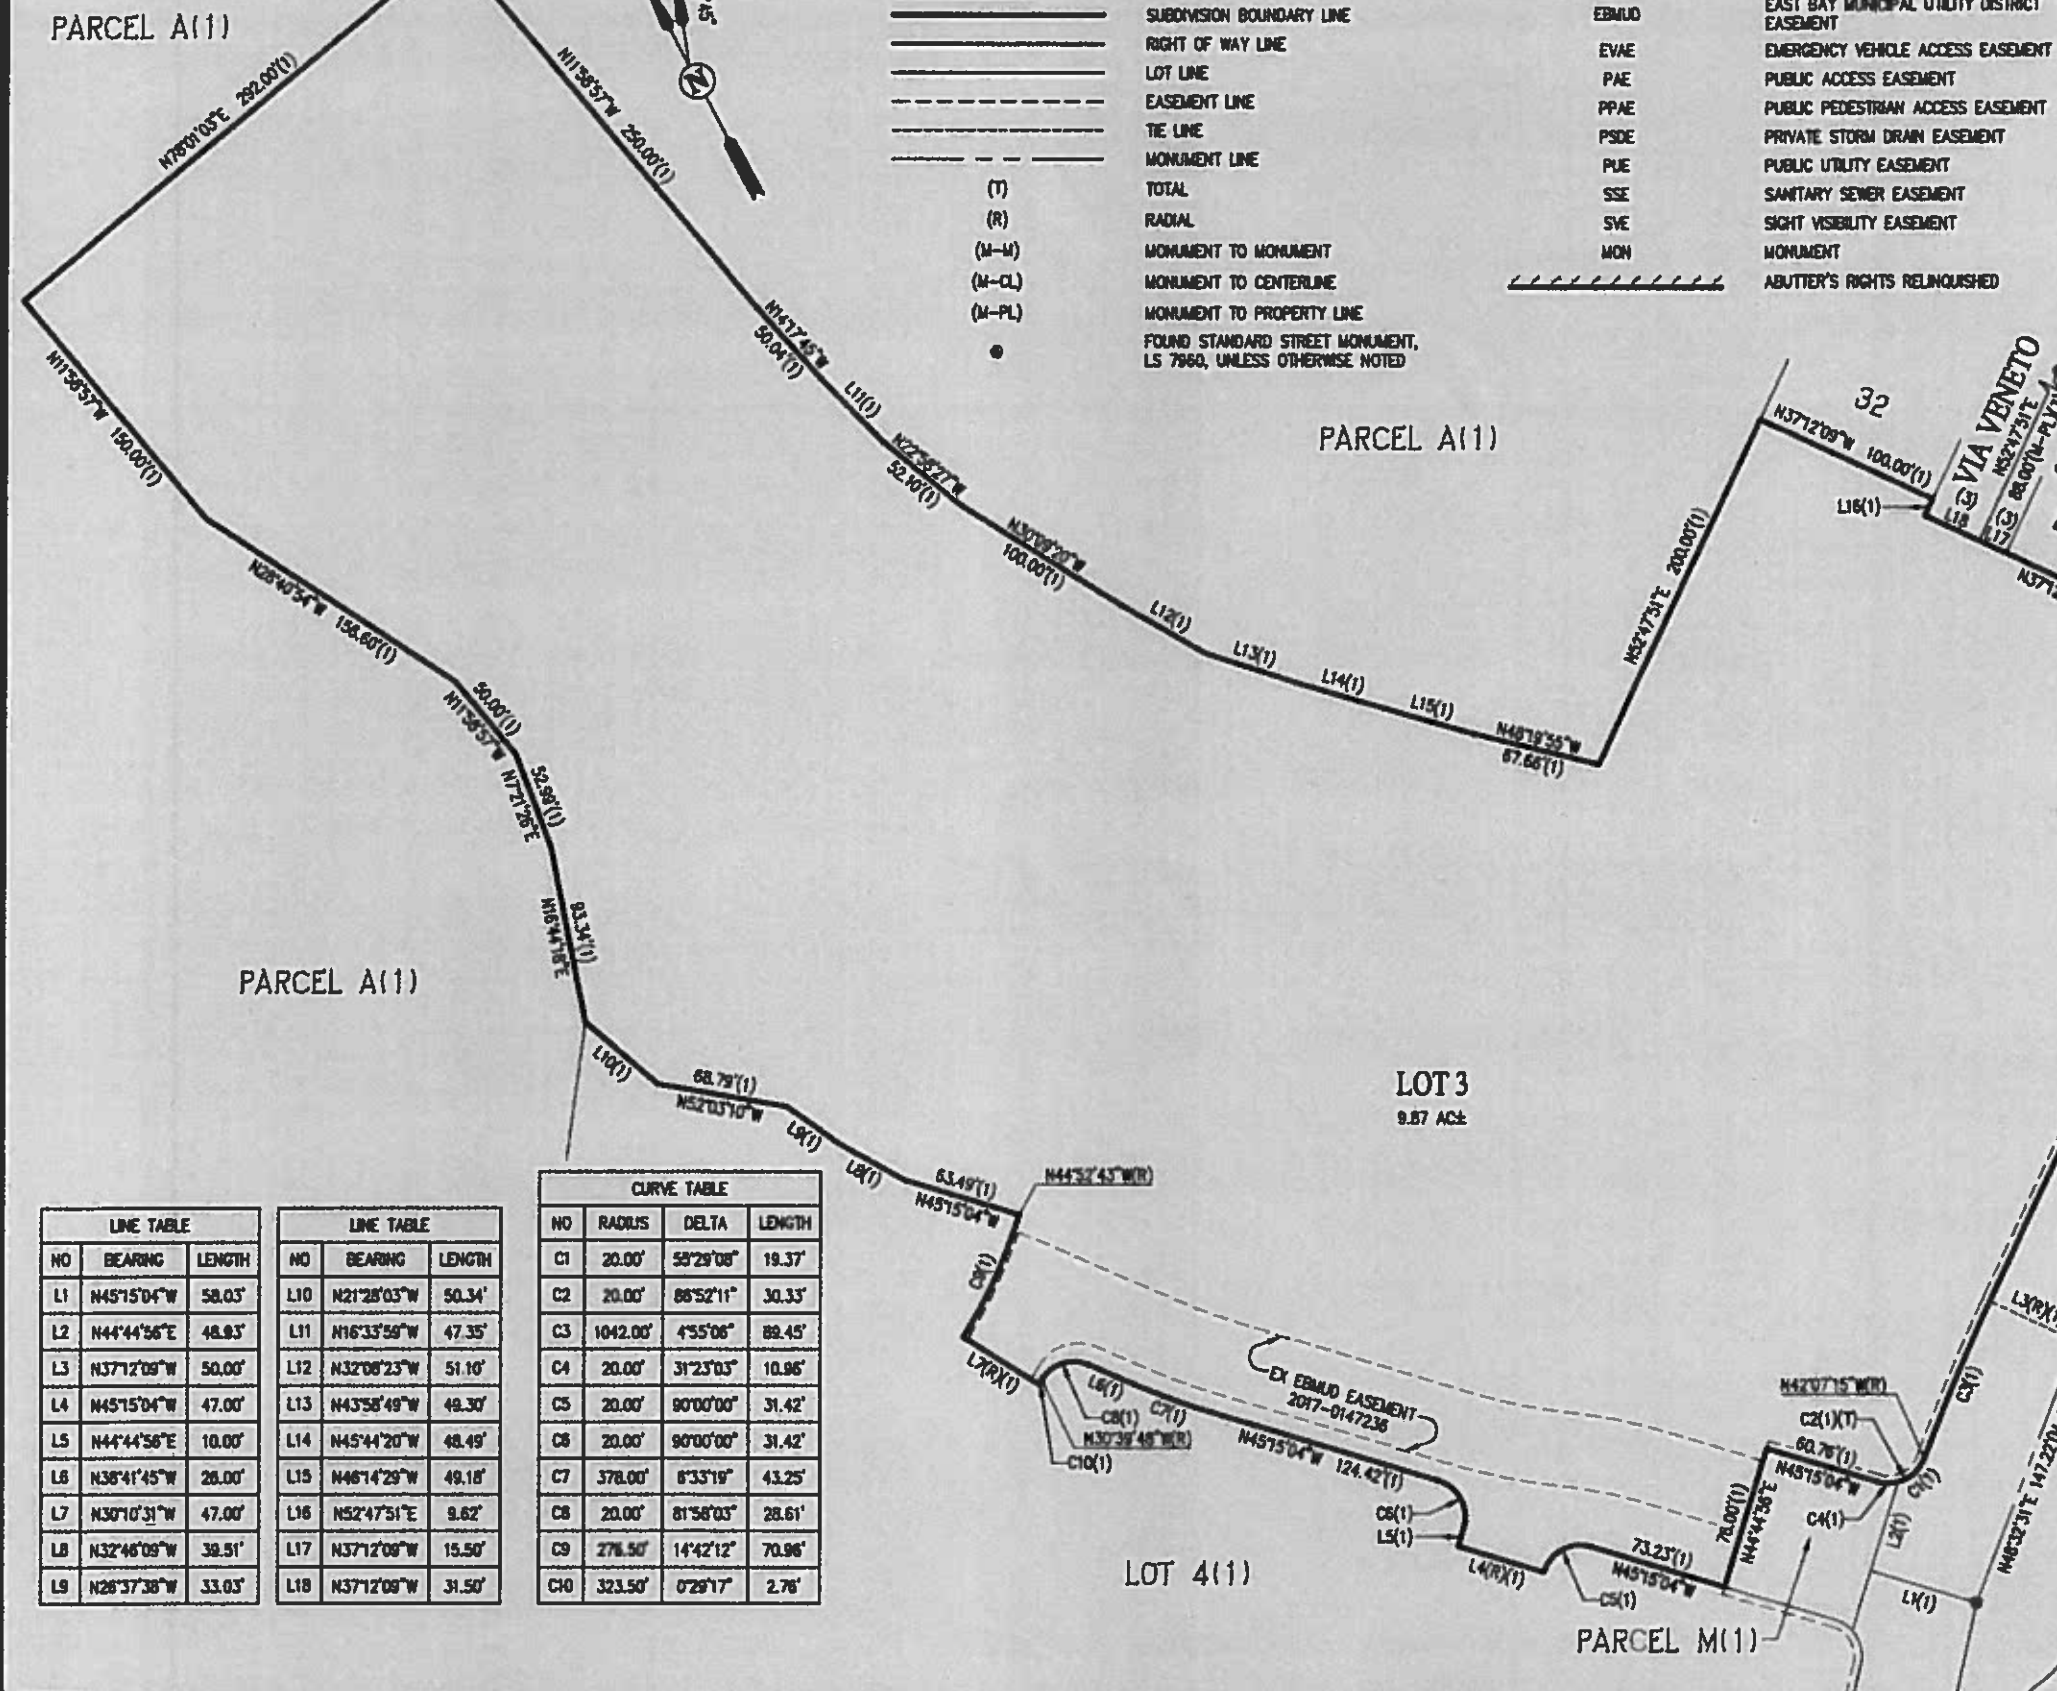 PARCEL A(1)
N78°01'03"E 292.00'(1)
N11°58'57"W 250.00'(1)
N
N11°58'57"W 150.00'(1)
N14°17'45"W
50.04'(1)
L11(1)
N22°56'27"W
52.10'(1)
N30°09'20"W
100.00'(1)
L12(1)
L13(1)
L14(1)
L15(1)
N48°19'55"W
67.66'(1)
N52°47'51"E 200.00'(1)
SUBDIVISION BOUNDARY LINE
RIGHT OF WAY LINE
LOT LINE
EASEMENT LINE
TIE LINE
MONUMENT LINE
(T) TOTAL
(R) RADIAL
(M-M) MONUMENT TO MONUMENT
(M-CL) MONUMENT TO CENTERLINE
(M-PL) MONUMENT TO PROPERTY LINE
FOUND STANDARD STREET MONUMENT,
LS 7960, UNLESS OTHERWISE NOTED
EBMUD EAST BAY MUNICIPAL UTILITY DISTRICT
EASEMENT
EVAE EMERGENCY VEHICLE ACCESS EASEMENT
PAE PUBLIC ACCESS EASEMENT
PPAE PUBLIC PEDESTRIAN ACCESS EASEMENT
PSDE PRIVATE STORM DRAIN EASEMENT
PUE PUBLIC UTILITY EASEMENT
SSE SANITARY SEWER EASEMENT
SVE SIGHT VISIBILITY EASEMENT
MON MONUMENT
ABUTTER'S RIGHTS RELINQUISHED
PARCEL A(1)
32
N37°12'09"W 100.00'(1)
L16(1)
VIA VENETO
(3) N52°47'51"E
(3) 88.00'(M-PL)
L18
L17
N37°12
N28°40'54"W 156.60'(1)
50.00'(1)
N11°58'57"W
52.99'(1)
N7°21'26"E
93.34'(1)
N16°44'18"E
PARCEL A(1)
L10(1)
68.79'(1)
N52°03'10"W
L9(1)
L8(1)
63.49'(1)
N45°15'04"W
N44°52'43"W(R)
C9(1)
L7(R)(1)
L6(1)
C7(1)
C8(1)
N30°39'48"W(R)
C10(1)
LOT 3
9.87 AC±
EX EBMUD EASEMENT
2017-0147236
N45°15'04"W 124.42'(1)
C6(1)
L5(1)
L4(R)(1)
C5(1)
73.23'(1)
N45°15'04"W
78.00'(1)
N44°44'56"E
60.76'(1)
N45°15'04"W
N42°07'15"W(R)
C2(1)(T)
C3(1)
L3(R)(1
C1(1)
C4(1)
L2(1)
L1(1)
N48°32'31"E 147.22'(
LOT 4(1)
PARCEL M(1)
LINE TABLE
NO BEARING LENGTH
L1 N45°15'04"W 58.03'
L2 N44°44'56"E 48.93'
L3 N37°12'09"W 50.00'
L4 N45°15'04"W 47.00'
L5 N44°44'56"E 10.00'
L6 N36°41'45"W 26.00'
L7 N30°10'31"W 47.00'
L8 N32°46'09"W 39.51'
L9 N26°37'38"W 33.03'
LINE TABLE
NO BEARING LENGTH
L10 N21°28'03"W 50.34'
L11 N16°33'59"W 47.35'
L12 N32°08'23"W 51.10'
L13 N43°58'49"W 49.30'
L14 N45°44'20"W 48.49'
L15 N46°14'29"W 49.18'
L16 N52°47'51"E 9.62'
L17 N37°12'09"W 15.50'
L18 N37°12'09"W 31.50'
CURVE TABLE
NO RADIUS DELTA LENGTH
C1 20.00' 55°29'08" 19.37'
C2 20.00' 86°52'11" 30.33'
C3 1042.00' 4°55'06" 89.45'
C4 20.00' 31°23'03" 10.96'
C5 20.00' 90°00'00" 31.42'
C6 20.00' 90°00'00" 31.42'
C7 378.00' 6°33'19" 43.25'
C8 20.00' 81°58'03" 28.61'
C9 276.50' 14°42'12" 70.96'
C10 323.50' 0°29'17" 2.76'